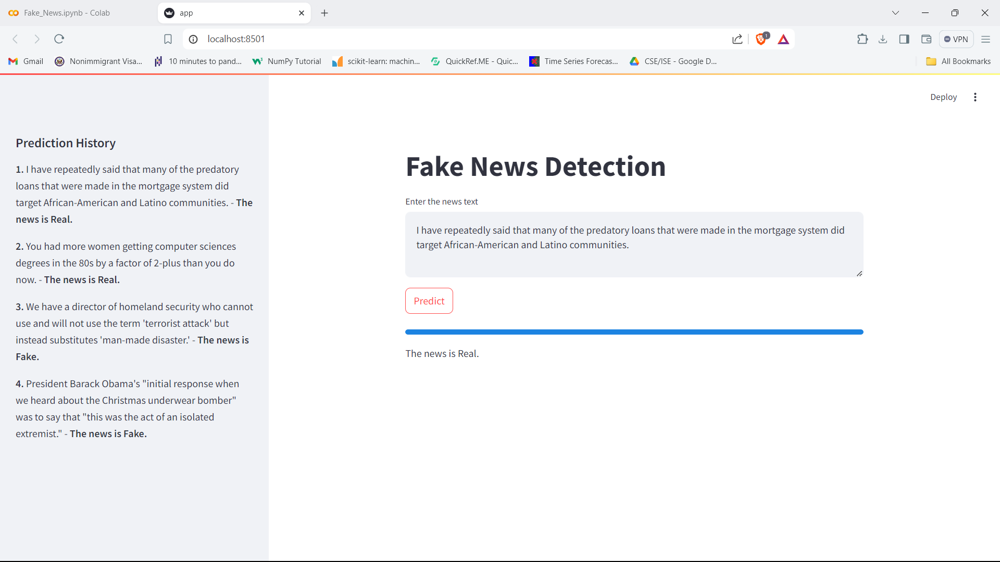 Fake_News.ipynb - Colab
app
localhost:8501
1
VPN
Gmail
Nonimmigrant Visa...
10 minutes to pand...
NumPy Tutorial
scikit-learn: machin...
QuickRef.ME - Quic...
Time Series Forecas...
CSE/ISE - Google D...
All Bookmarks
Deploy
Prediction History
1. I have repeatedly said that many of the predatory
loans that were made in the mortgage system did
target African-American and Latino communities. - The
news is Real.
2. You had more women getting computer sciences
degrees in the 80s by a factor of 2-plus than you do
now. - The news is Real.
3. We have a director of homeland security who cannot
use and will not use the term 'terrorist attack' but
instead substitutes 'man-made disaster.' - The news is
Fake.
4. President Barack Obama's "initial response when
we heard about the Christmas underwear bomber"
was to say that "this was the act of an isolated
extremist." - The news is Fake.
Fake News Detection
Enter the news text
I have repeatedly said that many of the predatory loans that were made in the mortgage system did
target African-American and Latino communities.
Predict
The news is Real.